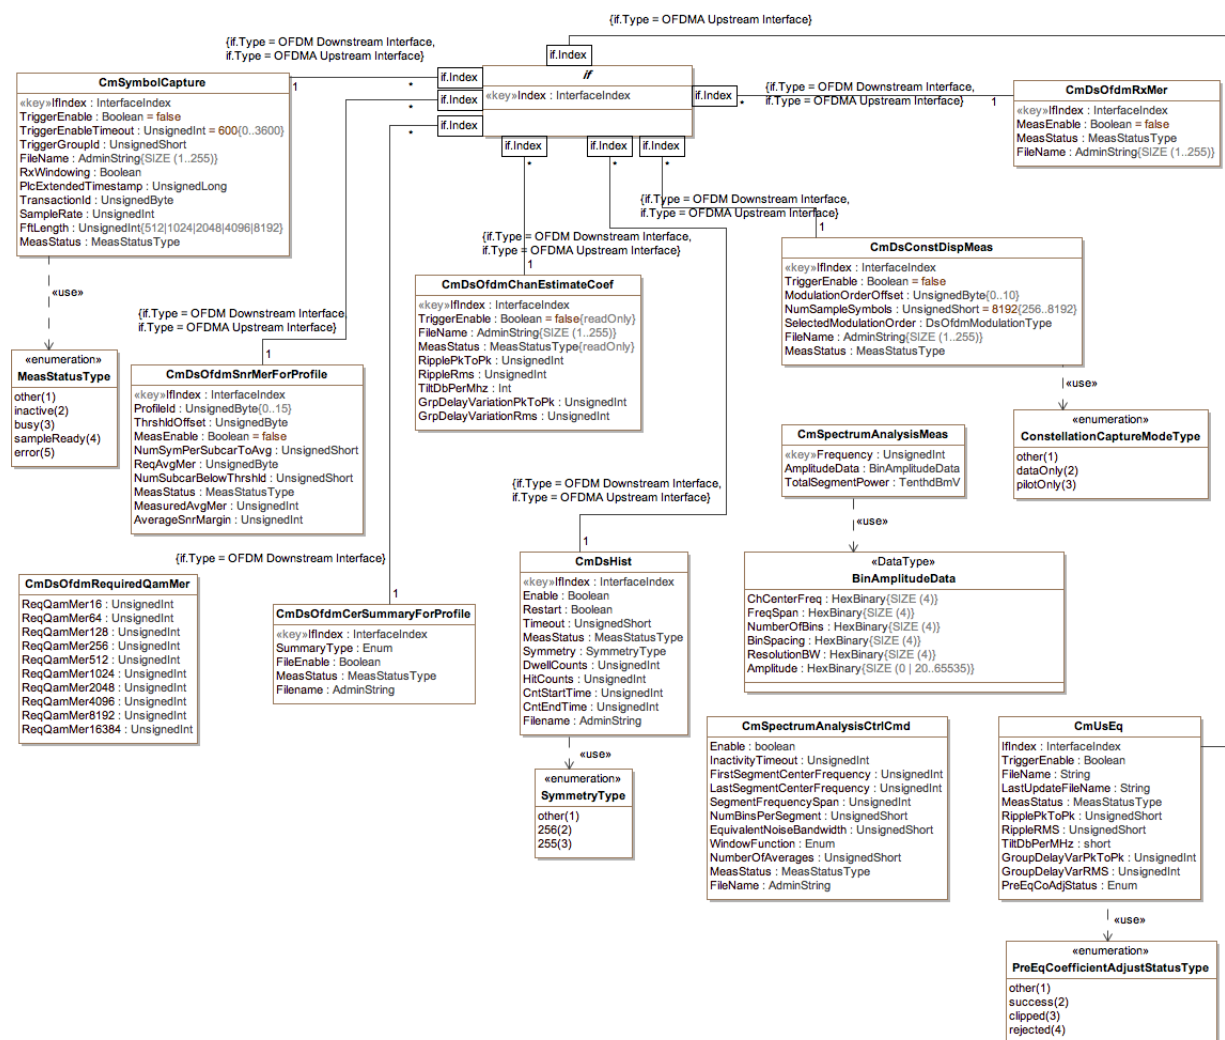 {if.Type = OFDMA Upstream Interface}
{if.Type = OFDM Downstream Interface,
if.Type = OFDMA Upstream Interface}
if.Index
if
«key»Index : InterfaceIndex
if.Index
*
if.Index
*
if.Index
*
if.Index
*
if.Index
*
if.Index
*
if.Index
*
{if.Type = OFDM Downstream Interface,
if.Type = OFDMA Upstream Interface}
1
1
CmSymbolCapture
«key»IfIndex : InterfaceIndex
TriggerEnable : Boolean = false
TriggerEnableTimeout : UnsignedInt = 600{0..3600}
TriggerGroupId : UnsignedShort
FileName : AdminString{SIZE (1..255)}
RxWindowing : Boolean
PlcExtendedTimestamp : UnsignedLong
TransactionId : UnsignedByte
SampleRate : UnsignedInt
FftLength : UnsignedInt{512|1024|2048|4096|8192}
MeasStatus : MeasStatusType
CmDsOfdmRxMer
«key»IfIndex : InterfaceIndex
MeasEnable : Boolean = false
MeasStatus : MeasStatusType
FileName : AdminString{SIZE (1..255)}
{if.Type = OFDM Downstream Interface,
if.Type = OFDMA Upstream Interface}
1
{if.Type = OFDM Downstream Interface,
if.Type = OFDMA Upstream Interface}
1
CmDsConstDispMeas
«key»IfIndex : InterfaceIndex
TriggerEnable : Boolean = false
ModulationOrderOffset : UnsignedByte{0..10}
NumSampleSymbols : UnsignedShort = 8192{256..8192}
SelectedModulationOrder : DsOfdmModulationType
FileName : AdminString{SIZE (1..255)}
MeasStatus : MeasStatusType
CmDsOfdmChanEstimateCoef
«key»IfIndex : InterfaceIndex
TriggerEnable : Boolean = false{readOnly}
FileName : AdminString{SIZE (1..255)}
MeasStatus : MeasStatusType{readOnly}
RipplePkToPk : UnsignedInt
RippleRms : UnsignedInt
TiltDbPerMhz : Int
GrpDelayVariationPkToPk : UnsignedInt
GrpDelayVariationRms : UnsignedInt
«use»
{if.Type = OFDM Downstream Interface,
if.Type = OFDMA Upstream Interface}
1
«enumeration»
MeasStatusType
other(1)
inactive(2)
busy(3)
sampleReady(4)
error(5)
CmDsOfdmSnrMerForProfile
«key»IfIndex : InterfaceIndex
ProfileId : UnsignedByte{0..15}
ThrshldOffset : UnsignedByte
MeasEnable : Boolean = false
NumSymPerSubcarToAvg : UnsignedShort
ReqAvgMer : UnsignedByte
NumSubcarBelowThrshld : UnsignedShort
MeasStatus : MeasStatusType
MeasuredAvgMer : UnsignedInt
AverageSnrMargin : UnsignedInt
«use»
«enumeration»
ConstellationCaptureModeType
other(1)
dataOnly(2)
pilotOnly(3)
CmSpectrumAnalysisMeas
«key»Frequency : UnsignedInt
AmplitudeData : BinAmplitudeData
TotalSegmentPower : TenthdBmV
«use»
{if.Type = OFDM Downstream Interface,
if.Type = OFDMA Upstream Interface}
1
{if.Type = OFDM Downstream Interface}
1
CmDsOfdmRequiredQamMer
ReqQamMer16 : UnsignedInt
ReqQamMer64 : UnsignedInt
ReqQamMer128 : UnsignedInt
ReqQamMer256 : UnsignedInt
ReqQamMer512 : UnsignedInt
ReqQamMer1024 : UnsignedInt
ReqQamMer2048 : UnsignedInt
ReqQamMer4096 : UnsignedInt
ReqQamMer8192 : UnsignedInt
ReqQamMer16384 : UnsignedInt
CmDsOfdmCerSummaryForProfile
«key»IfIndex : InterfaceIndex
SummaryType : Enum
FileEnable : Boolean
MeasStatus : MeasStatusType
Filename : AdminString
CmDsHist
«key»IfIndex : InterfaceIndex
Enable : Boolean
Restart : Boolean
Timeout : UnsignedShort
MeasStatus : MeasStatusType
Symmetry : SymmetryType
DwellCounts : UnsignedInt
HitCounts : UnsignedInt
CntStartTime : UnsignedInt
CntEndTime : UnsignedInt
Filename : AdminString
«use»
«enumeration»
SymmetryType
other(1)
256(2)
255(3)
«DataType»
BinAmplitudeData
ChCenterFreq : HexBinary{SIZE (4)}
FreqSpan : HexBinary{SIZE (4)}
NumberOfBins : HexBinary{SIZE (4)}
BinSpacing : HexBinary{SIZE (4)}
ResolutionBW : HexBinary{SIZE (4)}
Amplitude : HexBinary{SIZE (0 | 20..65535)}
CmSpectrumAnalysisCtrlCmd
Enable : boolean
InactivityTimeout : UnsignedInt
FirstSegmentCenterFrequency : UnsignedInt
LastSegmentCenterFrequency : UnsignedInt
SegmentFrequencySpan : UnsignedInt
NumBinsPerSegment : UnsignedShort
EquivalentNoiseBandwidth : UnsignedShort
WindowFunction : Enum
NumberOfAverages : UnsignedShort
MeasStatus : MeasStatusType
FileName : AdminString
CmUsEq
IfIndex : InterfaceIndex
TriggerEnable : Boolean
FileName : String
LastUpdateFileName : String
MeasStatus : MeasStatusType
RipplePkToPk : UnsignedShort
RippleRMS : UnsignedShort
TiltDbPerMHz : short
GroupDelayVarPkToPk : UnsignedInt
GroupDelayVarRMS : UnsignedInt
PreEqCoAdjStatus : Enum
«use»
«enumeration»
PreEqCoefficientAdjustStatusType
other(1)
success(2)
clipped(3)
rejected(4)